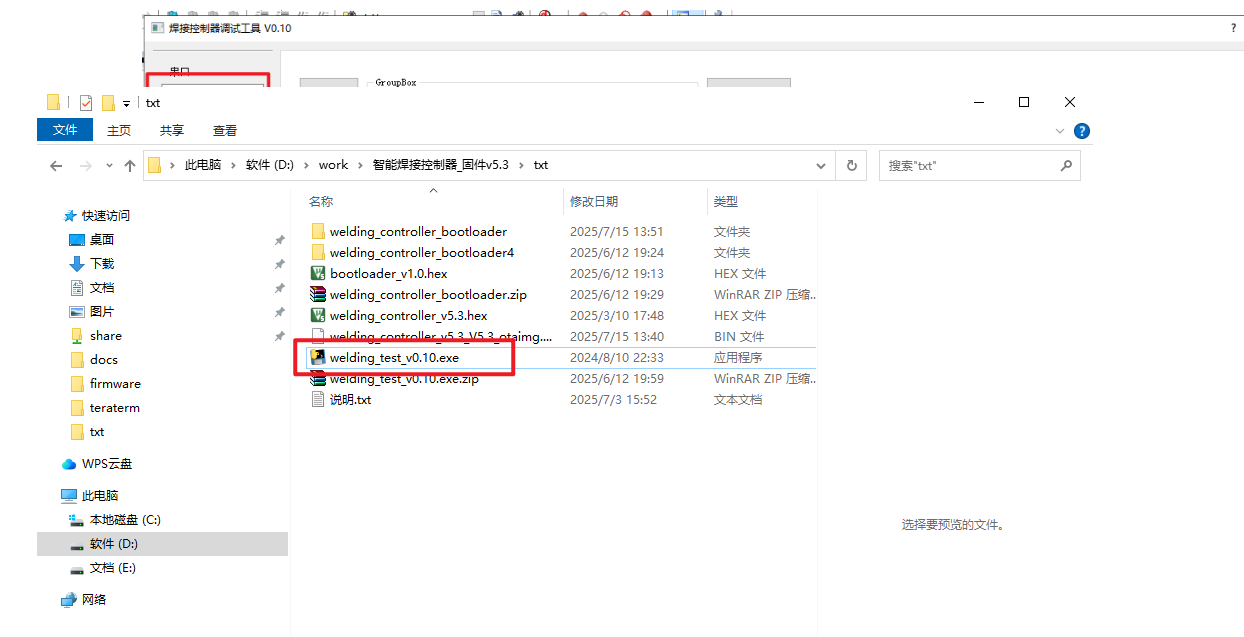 焊接控制器调试工具 V0.10
?
串口
GroupBox
txt
文件 主页 共享 查看
此电脑 > 软件 (D:) > work > 智能焊接控制器_固件v5.3 > txt
搜索"txt"
名称 修改日期 类型
快速访问
桌面
下载
文档
图片
share
docs
firmware
teraterm
txt
WPS云盘
此电脑
本地磁盘 (C:)
软件 (D:)
文档 (E:)
网络
welding_controller_bootloader 2025/7/15 13:51 文件夹
welding_controller_bootloader4 2025/6/12 19:24 文件夹
bootloader_v1.0.hex 2025/6/12 19:13 HEX 文件
welding_controller_bootloader.zip 2025/6/12 19:29 WinRAR ZIP 压缩...
welding_controller_v5.3.hex 2025/3/10 17:48 HEX 文件
welding_controller_v5.3_V5.3_otaimg.... 2025/7/15 13:40 BIN 文件
welding_test_v0.10.exe 2024/8/10 22:33 应用程序
welding_test_v0.10.exe.zip 2025/6/12 19:59 WinRAR ZIP 压缩...
说明.txt 2025/7/3 15:52 文本文档
选择要预览的文件。